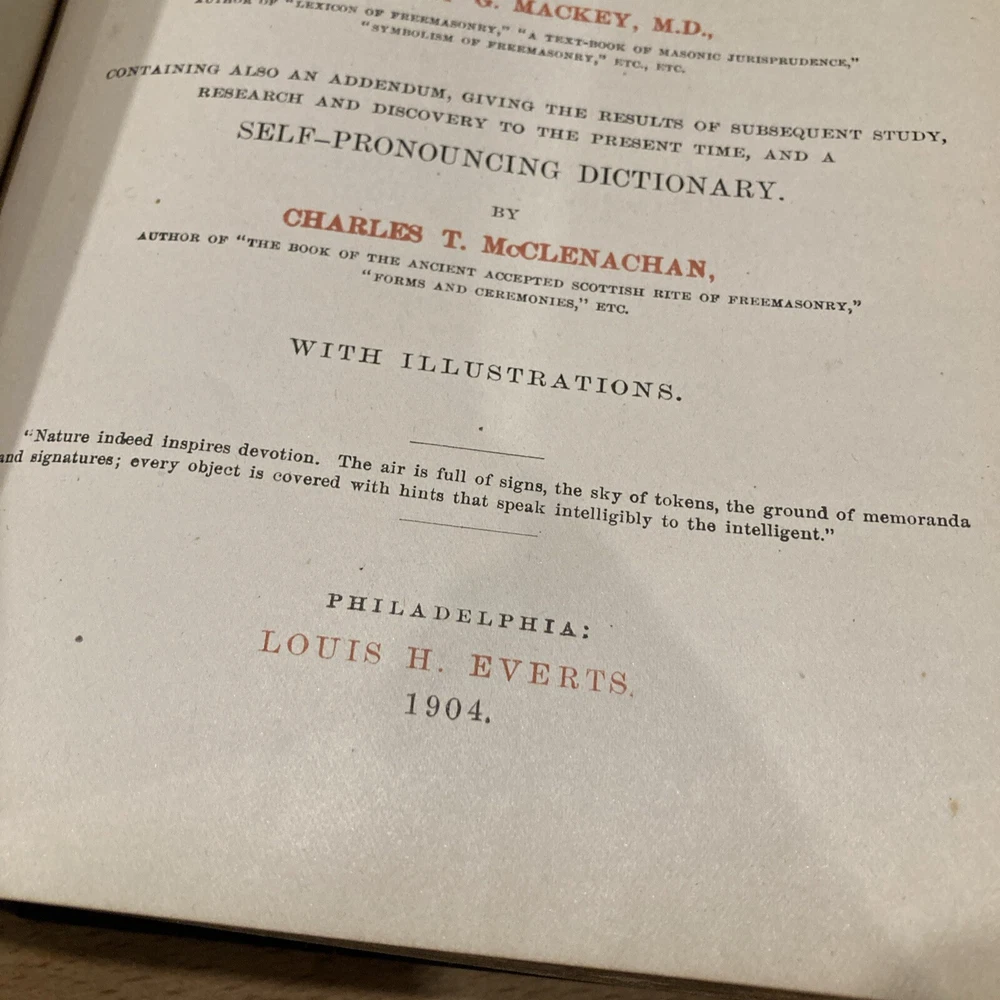 G. MACKEY, M.D.,
AUTHOR OF "LEXICON OF FREEMASONRY," "A TEXT-BOOK OF MASONIC JURISPRUDENCE,"
"SYMBOLISM OF FREEMASONRY," ETC., ETC.
CONTAINING ALSO AN ADDENDUM, GIVING THE RESULTS OF SUBSEQUENT STUDY,
RESEARCH AND DISCOVERY TO THE PRESENT TIME, AND A
SELF-PRONOUNCING DICTIONARY.
BY
CHARLES T. McCLENACHAN,
AUTHOR OF "THE BOOK OF THE ANCIENT ACCEPTED SCOTTISH RITE OF FREEMASONRY,"
"FORMS AND CEREMONIES," ETC.
WITH ILLUSTRATIONS.
"Nature indeed inspires devotion. The air is full of signs, the sky of tokens, the ground of memoranda
and signatures; every object is covered with hints that speak intelligibly to the intelligent."
PHILADELPHIA:
LOUIS H. EVERTS.
1904.